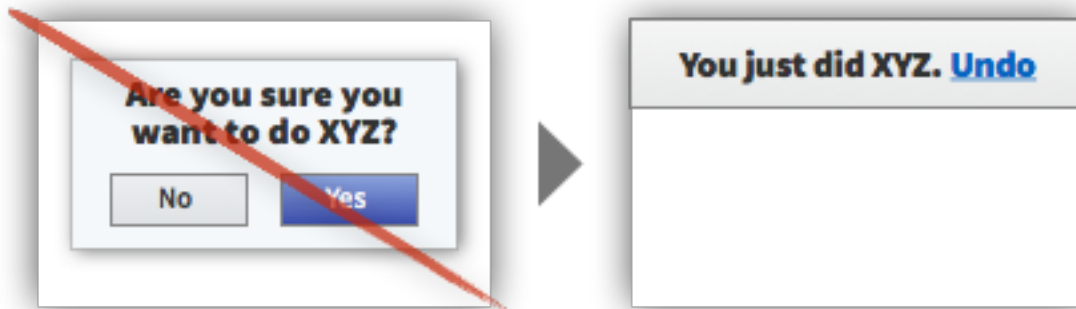 Are you sure you
want to do XYZ?
No
Yes
You just did XYZ. Undo